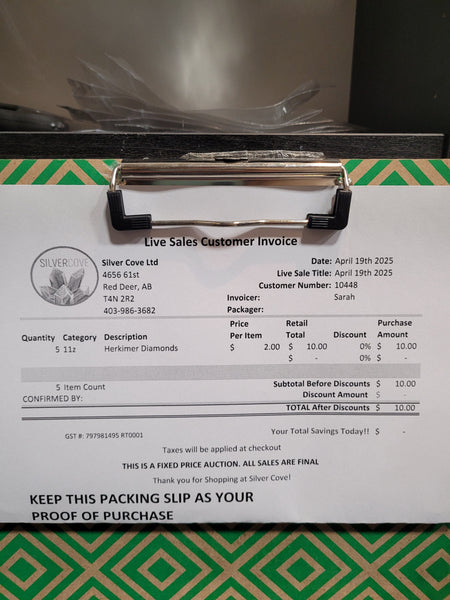 Live Sales Customer Invoice
SILVERCOVE
Silver Cove Ltd
4656 61st
Red Deer, AB
T4N 2R2
403-986-3682
Date: April 19th 2025
Live Sale Title: April 19th 2025
Customer Number: 10448
Invoicer: Sarah
Packager:
Quantity Category Description Price Per Item Retail Total Discount Purchase Amount
5 11z Herkimer Diamonds $ 2.00 $ 10.00 0% $ 10.00
$ - 0% $ -
5 Item Count Subtotal Before Discounts $ 10.00
CONFIRMED BY: Discount Amount $ -
TOTAL After Discounts $ 10.00
GST #: 797981495 RT0001 Your Total Savings Today!! $ -
Taxes will be applied at checkout
THIS IS A FIXED PRICE AUCTION. ALL SALES ARE FINAL
Thank you for Shopping at Silver Cove!
KEEP THIS PACKING SLIP AS YOUR
PROOF OF PURCHASE